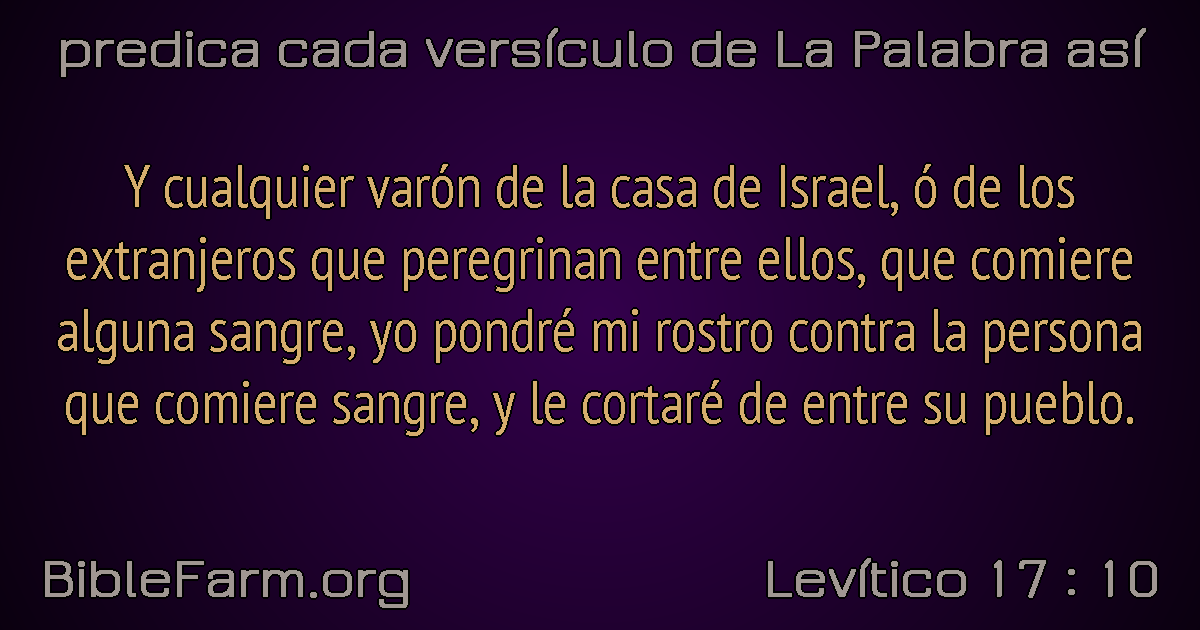 predica cada versículo de La Palabra así
Y cualquier varón de la casa de Israel, ó de los
extranjeros que peregrinan entre ellos, que comiere
alguna sangre, yo pondré mi rostro contra la persona
que comiere sangre, y le cortaré de entre su pueblo.
BibleFarm.org
Levítico 17 : 10